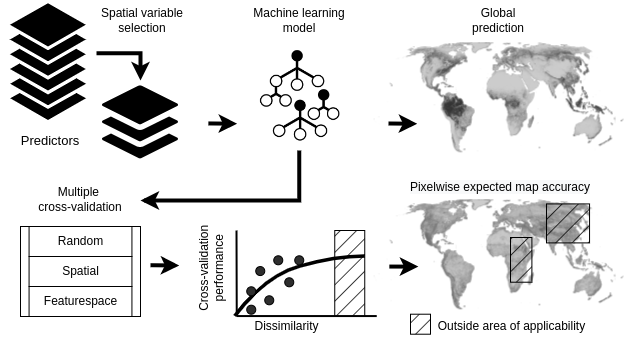 Spatial variable
selection
Machine learning
model
Global
prediction
Predictors
Multiple
cross-validation
Random
Spatial
Featurespace
Cross-validation
performance
Dissimilarity
Pixelwise expected map accuracy
Outside area of applicability